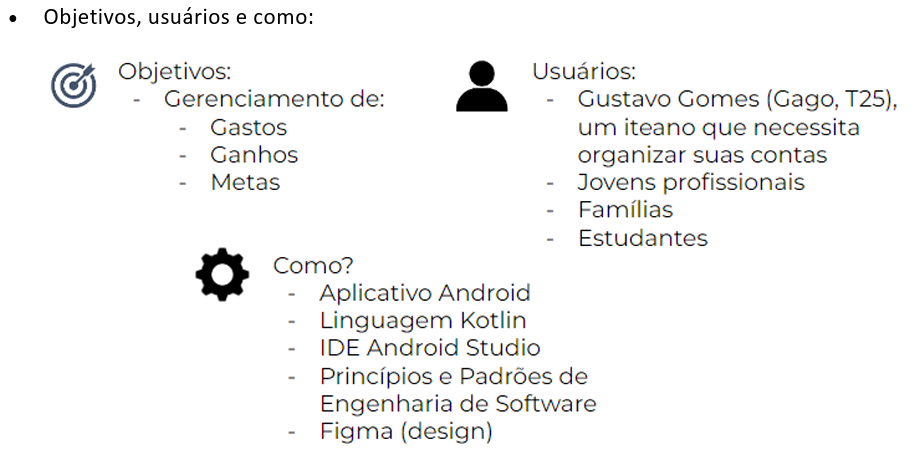 • Objetivos, usuários e como:
Objetivos:
- Gerenciamento de:
- Gastos
- Ganhos
- Metas
Usuários:
- Gustavo Gomes (Gago, T25),
um iteano que necessita
organizar suas contas
- Jovens profissionais
- Famílias
- Estudantes
Como?
- Aplicativo Android
- Linguagem Kotlin
- IDE Android Studio
- Princípios e Padrões de
Engenharia de Software
- Figma (design)